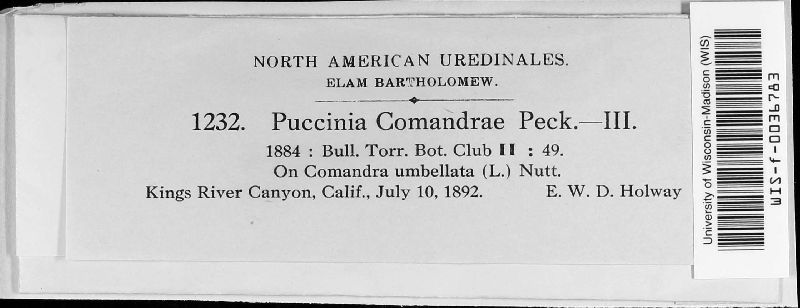 NORTH AMERICAN UREDINALES.
ELAM BARTHOLOMEW.
1232. Puccinia Comandrae Peck.—III.
1884 : Bull. Torr. Bot. Club II : 49.
On Comandra umbellata (L.) Nutt.
Kings River Canyon, Calif., July 10, 1892. E. W. D. Holway
University of Wisconsin-Madison (WIS)
WIS-f-0036783